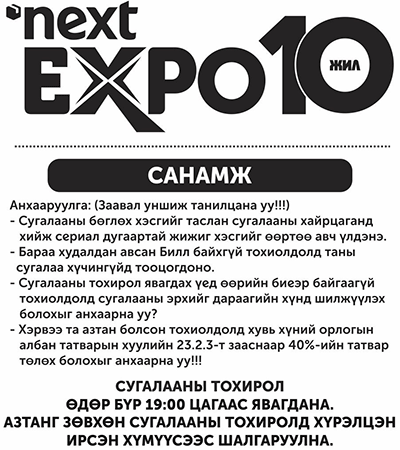 next
EXPO10
ЖИЛ
САНАМЖ
Анхааруулга: (Заавал уншиж танилцана уу!!!)
- Сугалааны бөглөх хэсгийг таслан сугалааны хайрцаганд
хийж сериал дугаартай жижиг хэсгийг өөртөө авч үлдэнэ.
- Бараа худалдан авсан Билл байхгүй тохиолдолд таны
сугалаа хүчингүйд тооцогдоно.
- Сугалааны тохирол явагдах үед өөрийн биеэр байгаагүй
тохиолдолд сугалааны эрхийг дараагийн хүнд шилжүүлэх
болохыг анхаарна уу?
- Хэрвээ та азтан болсон тохиолдолд хувь хүний орлогын
албан татварын хуулийн 23.2.3-т зааснаар 40%-ийн татвар
төлөх болохыг анхаарна уу!!!
СУГАЛААНЫ ТОХИРОЛ
ӨДӨР БҮР 19:00 ЦАГААС ЯВАГДАНА.
АЗТАНГ ЗӨВХӨН СУГАЛААНЫ ТОХИРОЛД ХҮРЭЛЦЭН
ИРСЭН ХҮМҮҮСЭЭС ШАЛГАРУУЛНА.